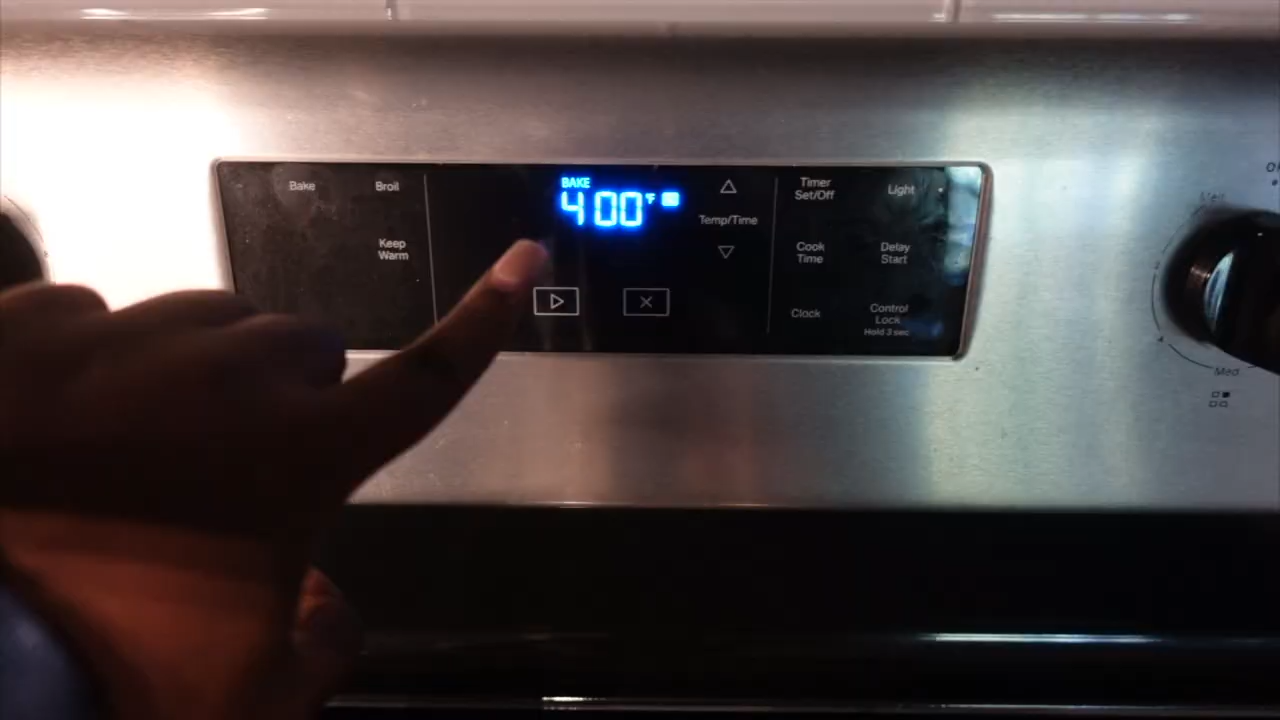 Bake
Broil
Keep
Warm
BAKE
400°F
Temp/Time
Timer
Set/Off
Light
Cook
Time
Delay
Start
Clock
Control
Lock
Hold 3 sec
Melt
Med